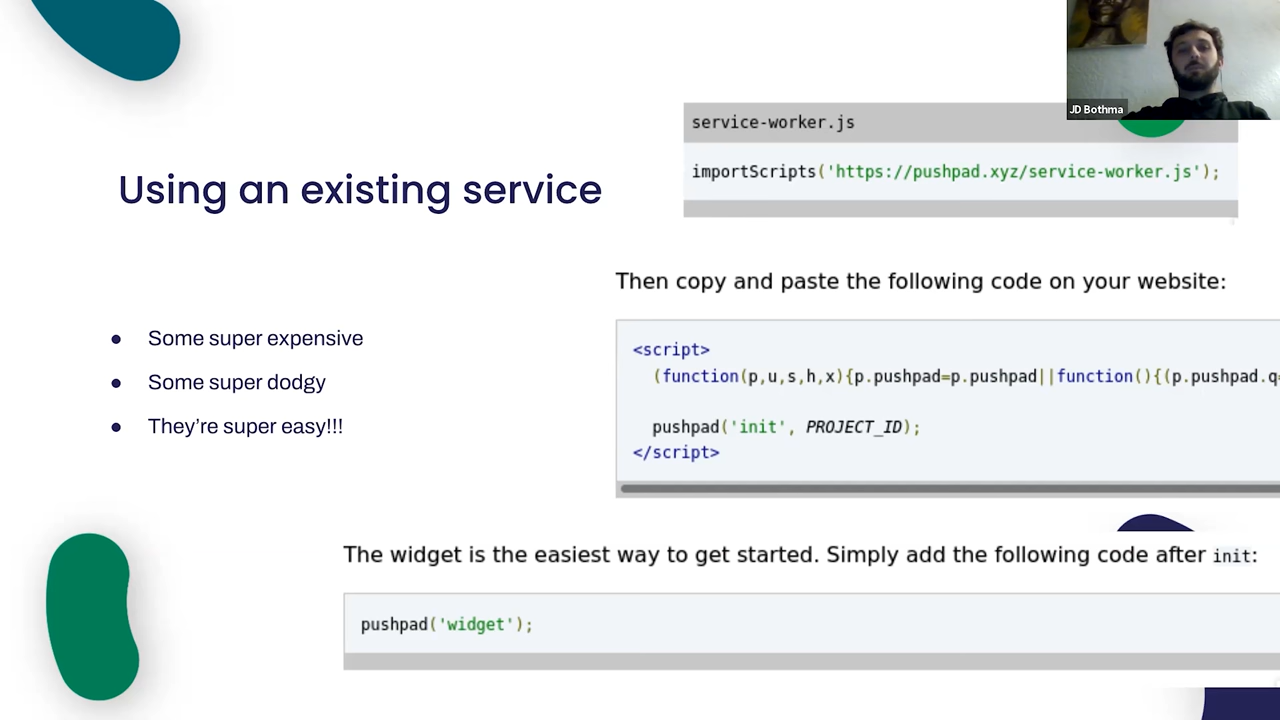 JD Bothma
service-worker.js
importScripts('https://pushpad.xyz/service-worker.js');
Using an existing service
Then copy and paste the following code on your website:
● Some super expensive
● Some super dodgy
● They’re super easy!!!
<script>
(function(p,u,s,h,x){p.pushpad=p.pushpad||function(){(p.pushpad.q=
pushpad('init', PROJECT_ID);
</script>
The widget is the easiest way to get started. Simply add the following code after init:
pushpad('widget');